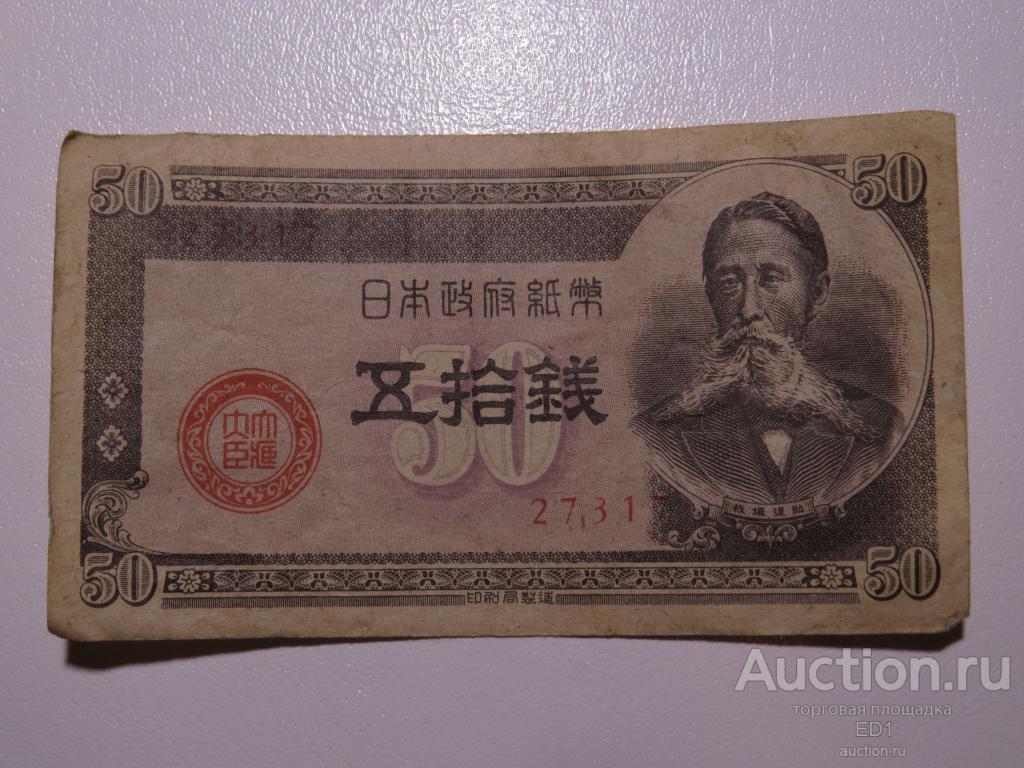 50
50
27317
日本政府紙幣
50
五拾銭
大臣
大蔵
27317
板垣退助
50
50
印刷局製造
Auction.ru
торговая площадка
ED1
auction.ru